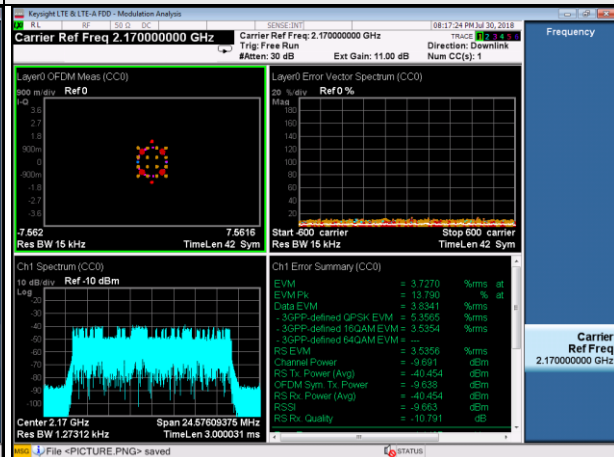 Keysight LTE & LTE-A FDD - Modulation Analysis
RL RF 50 Ω DC SENSE:INT 08:17:24 PM Jul 30, 2018
Carrier Ref Freq 2.170000000 GHz
Carrier Ref Freq: 2.170000000 GHz
Trig: Free Run
#Atten: 30 dB Ext Gain: 11.00 dB
TRACE 1 2 3 4 5 6
Direction: Downlink
Num CC(s): 1
Frequency
Layer0 OFDM Meas (CC0)
900 m/div Ref 0
I-Q
3.6
2.7
1.8
900m
0
-900m
-1.8
-2.7
-3.6
-7.562 7.5616
Res BW 15 kHz TimeLen 42 Sym
Layer0 Error Vector Spectrum (CC0)
20 %/div Ref 0 %
Mag
180
160
140
120
100
80
60
40
20
Start -600 carrier Stop 600 carrier
Res BW 15 kHz TimeLen 42 Sym
Ch1 Spectrum (CC0)
10 dB/div Ref -10 dBm
Log
-20
-30
-40
-50
-60
-70
-80
-90
-100
Center 2.17 GHz Span 24.57609375 MHz
Res BW 1.27312 kHz TimeLen 3.000031 ms
Ch1 Error Summary (CC0)
EVM = 3.7270 %rms at
EVM Pk = 13.790 % at
Data EVM = 3.8341 %rms
- 3GPP-defined QPSK EVM = 5.3565 %rms
- 3GPP-defined 16QAM EVM = 3.5354 %rms
- 3GPP-defined 64QAM EVM = ---
RS EVM = 3.5356 %rms
Channel Power = -9.691 dBm
RS Tx. Power (Avg) = -40.454 dBm
OFDM Sym. Tx. Power = -9.638 dBm
RS Rx. Power (Avg) = -40.454 dBm
RSSI = -9.663 dBm
RS Rx. Quality = -10.791 dB
Carrier
Ref Freq
2.170000000 GHz
MSG File <PICTURE.PNG> saved STATUS